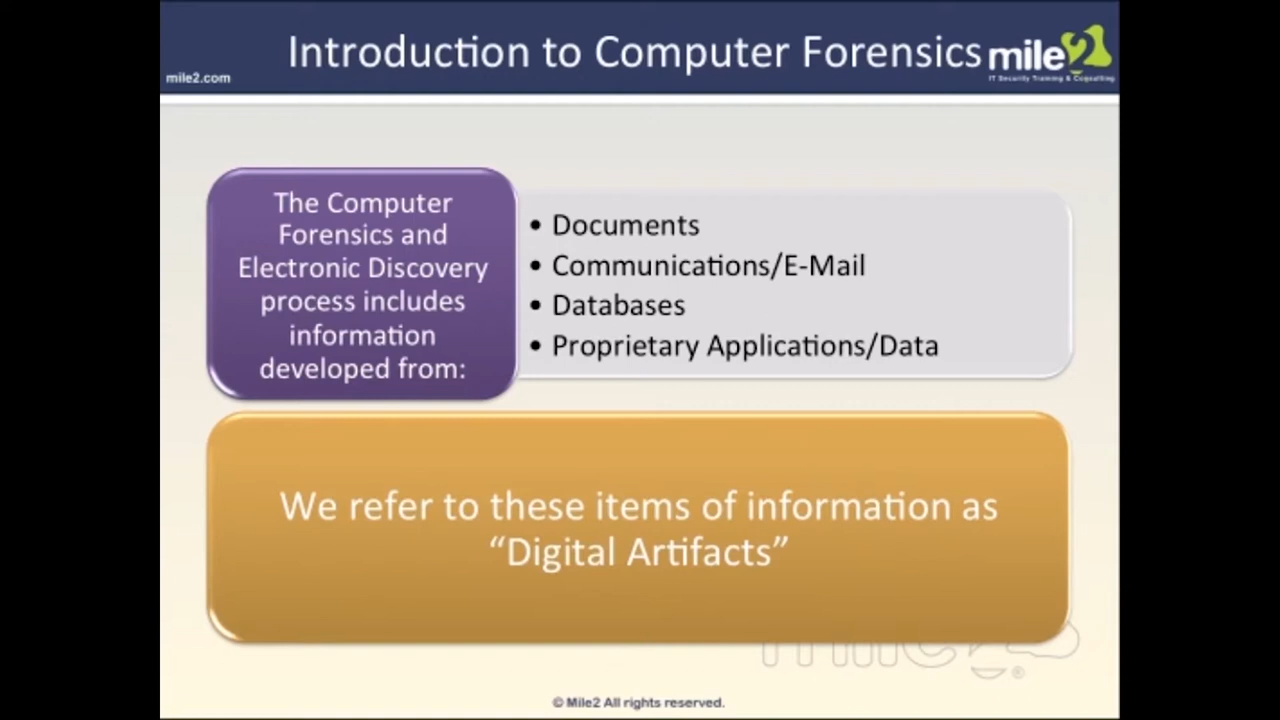 Introduction to Computer Forensics
mile2
IT Security Training & Consulting
mile2.com
The Computer
Forensics and
Electronic Discovery
process includes
information
developed from:
• Documents
• Communications/E-Mail
• Databases
• Proprietary Applications/Data
We refer to these items of information as
“Digital Artifacts”
mile2
®
© Mile2 All rights reserved.